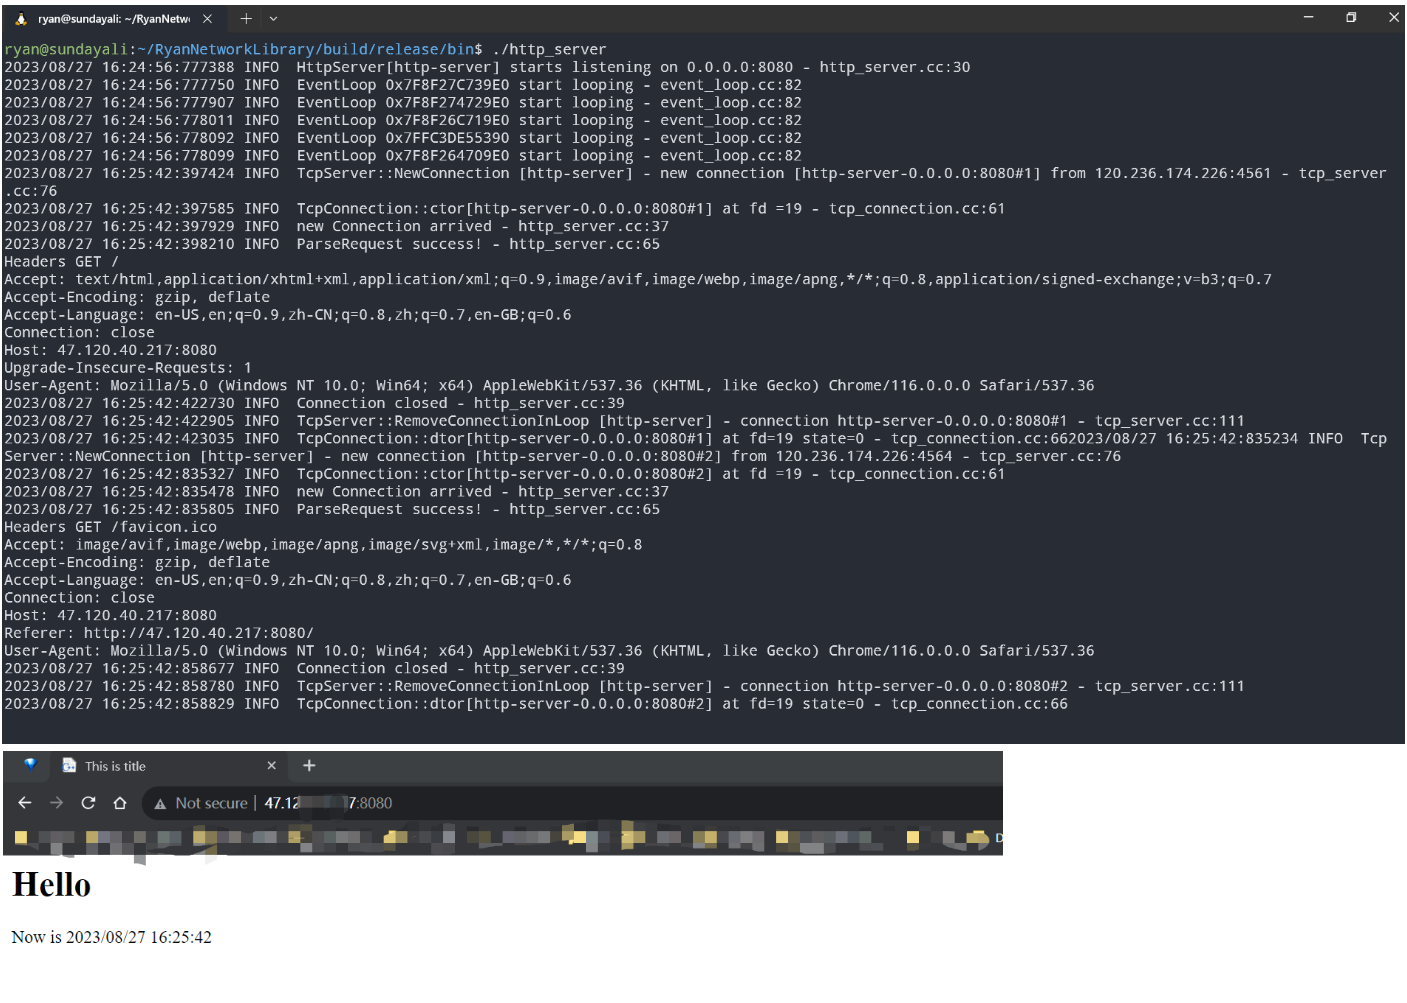 ryan@sundayali: ~/RyanNetw
ryan@sundayali:~/RyanNetworkLibrary/build/release/bin$ ./http_server
2023/08/27 16:24:56:777388 INFO  HttpServer[http-server] starts listening on 0.0.0.0:8080 - http_server.cc:30
2023/08/27 16:24:56:777750 INFO  EventLoop 0x7F8F27C739E0 start looping - event_loop.cc:82
2023/08/27 16:24:56:777907 INFO  EventLoop 0x7F8F274729E0 start looping - event_loop.cc:82
2023/08/27 16:24:56:778011 INFO  EventLoop 0x7F8F26C719E0 start looping - event_loop.cc:82
2023/08/27 16:24:56:778092 INFO  EventLoop 0x7FFC3DE55390 start looping - event_loop.cc:82
2023/08/27 16:24:56:778099 INFO  EventLoop 0x7F8F264709E0 start looping - event_loop.cc:82
2023/08/27 16:25:42:397424 INFO  TcpServer::NewConnection [http-server] - new connection [http-server-0.0.0.0:8080#1] from 120.236.174.226:4561 - tcp_server
.cc:76
2023/08/27 16:25:42:397585 INFO  TcpConnection::ctor[http-server-0.0.0.0:8080#1] at fd =19 - tcp_connection.cc:61
2023/08/27 16:25:42:397929 INFO  new Connection arrived - http_server.cc:37
2023/08/27 16:25:42:398210 INFO  ParseRequest success! - http_server.cc:65
Headers GET /
Accept: text/html,application/xhtml+xml,application/xml;q=0.9,image/avif,image/webp,image/apng,*/*;q=0.8,application/signed-exchange;v=b3;q=0.7
Accept-Encoding: gzip, deflate
Accept-Language: en-US,en;q=0.9,zh-CN;q=0.8,zh;q=0.7,en-GB;q=0.6
Connection: close
Host: 47.120.40.217:8080
Upgrade-Insecure-Requests: 1
User-Agent: Mozilla/5.0 (Windows NT 10.0; Win64; x64) AppleWebKit/537.36 (KHTML, like Gecko) Chrome/116.0.0.0 Safari/537.36
2023/08/27 16:25:42:422730 INFO  Connection closed - http_server.cc:39
2023/08/27 16:25:42:422905 INFO  TcpServer::RemoveConnectionInLoop [http-server] - connection http-server-0.0.0.0:8080#1 - tcp_server.cc:111
2023/08/27 16:25:42:423035 INFO  TcpConnection::dtor[http-server-0.0.0.0:8080#1] at fd=19 state=0 - tcp_connection.cc:662023/08/27 16:25:42:835234 INFO  Tcp
Server::NewConnection [http-server] - new connection [http-server-0.0.0.0:8080#2] from 120.236.174.226:4564 - tcp_server.cc:76
2023/08/27 16:25:42:835327 INFO  TcpConnection::ctor[http-server-0.0.0.0:8080#2] at fd =19 - tcp_connection.cc:61
2023/08/27 16:25:42:835478 INFO  new Connection arrived - http_server.cc:37
2023/08/27 16:25:42:835805 INFO  ParseRequest success! - http_server.cc:65
Headers GET /favicon.ico
Accept: image/avif,image/webp,image/apng,image/svg+xml,image/*,*/*;q=0.8
Accept-Encoding: gzip, deflate
Accept-Language: en-US,en;q=0.9,zh-CN;q=0.8,zh;q=0.7,en-GB;q=0.6
Connection: close
Host: 47.120.40.217:8080
Referer: http://47.120.40.217:8080/
User-Agent: Mozilla/5.0 (Windows NT 10.0; Win64; x64) AppleWebKit/537.36 (KHTML, like Gecko) Chrome/116.0.0.0 Safari/537.36
2023/08/27 16:25:42:858677 INFO  Connection closed - http_server.cc:39
2023/08/27 16:25:42:858780 INFO  TcpServer::RemoveConnectionInLoop [http-server] - connection http-server-0.0.0.0:8080#2 - tcp_server.cc:111
2023/08/27 16:25:42:858829 INFO  TcpConnection::dtor[http-server-0.0.0.0:8080#2] at fd=19 state=0 - tcp_connection.cc:66
This is title
Not secure | 47.12 7:8080
Hello
Now is 2023/08/27 16:25:42